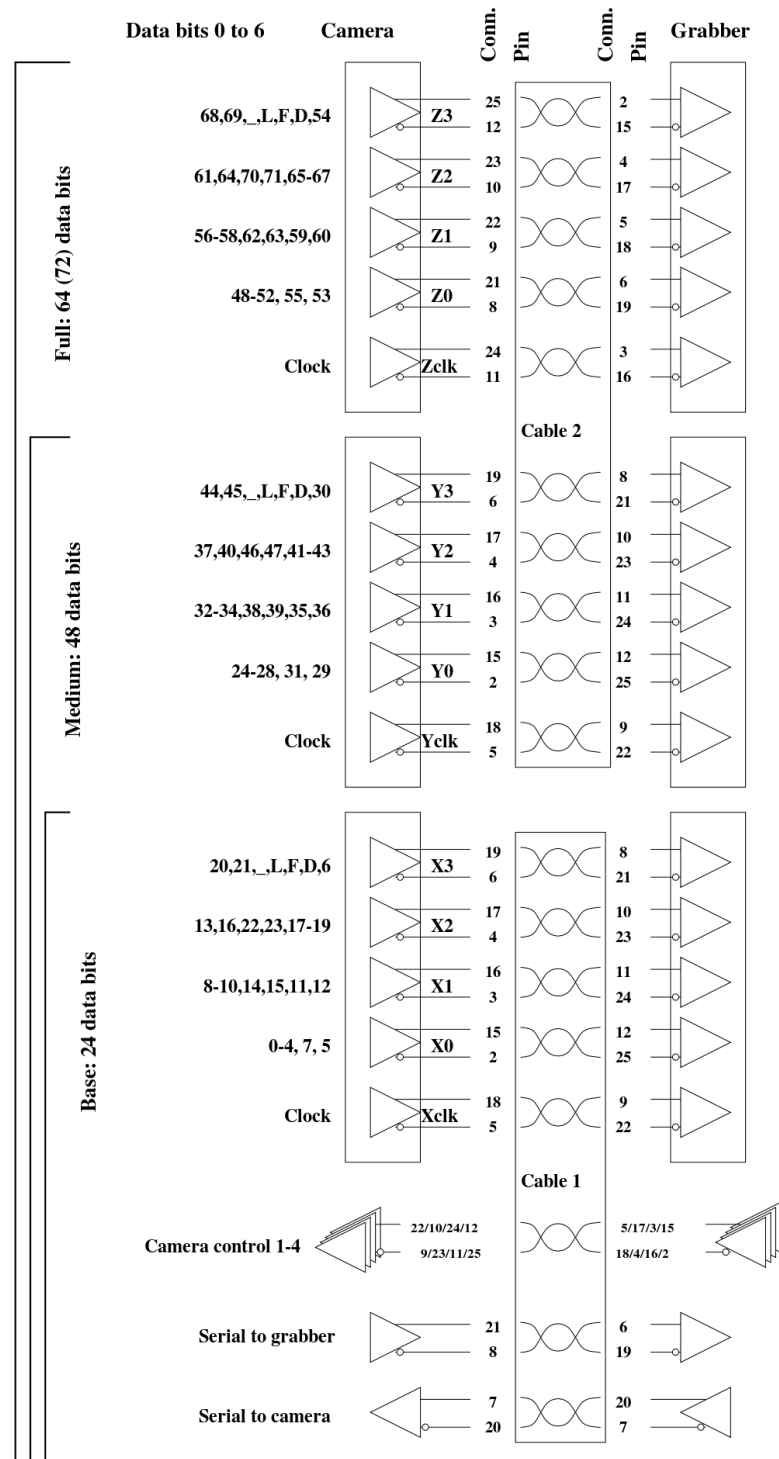 Data bits 0 to 6 Camera Conn. Pin Conn. Pin Grabber
Full: 64 (72) data bits
68,69,_,L,F,D,54 Z3 25 2
12 15
61,64,70,71,65-67 Z2 23 4
10 17
56-58,62,63,59,60 Z1 22 5
9 18
48-52, 55, 53 Z0 21 6
8 19
Clock Zclk 24 3
11 16
Cable 2
Medium: 48 data bits
44,45,_,L,F,D,30 Y3 19 8
6 21
37,40,46,47,41-43 Y2 17 10
4 23
32-34,38,39,35,36 Y1 16 11
3 24
24-28, 31, 29 Y0 15 12
2 25
Clock Yclk 18 9
5 22
Base: 24 data bits
20,21,_,L,F,D,6 X3 19 8
6 21
13,16,22,23,17-19 X2 17 10
4 23
8-10,14,15,11,12 X1 16 11
3 24
0-4, 7, 5 X0 15 12
2 25
Clock Xclk 18 9
5 22
Cable 1
Camera control 1-4 22/10/24/12 5/17/3/15
9/23/11/25 18/4/16/2
Serial to grabber 21 6
8 19
Serial to camera 7 20
20 7